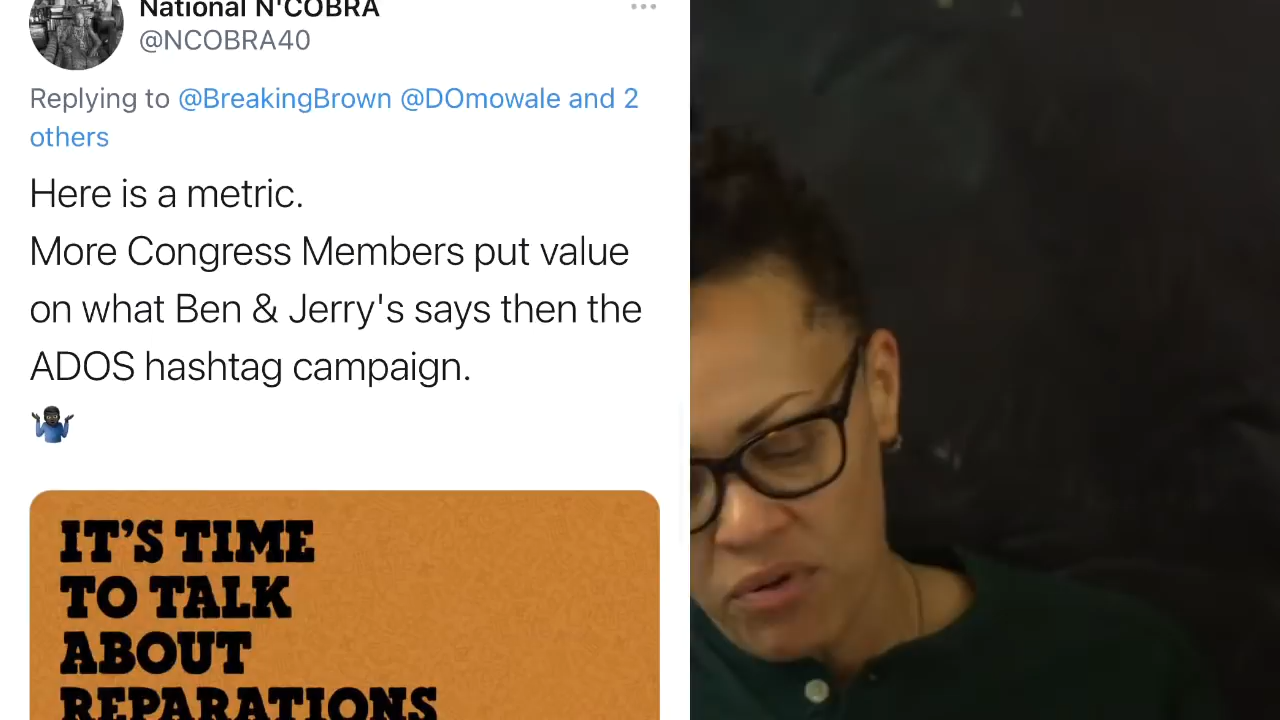 National N'COBRA
@NCOBRA40
Replying to @BreakingBrown @DOmowale and 2
others
Here is a metric.
More Congress Members put value
on what Ben & Jerry's says then the
ADOS hashtag campaign.
IT'S TIME
TO TALK
ABOUT
REPARATIONS